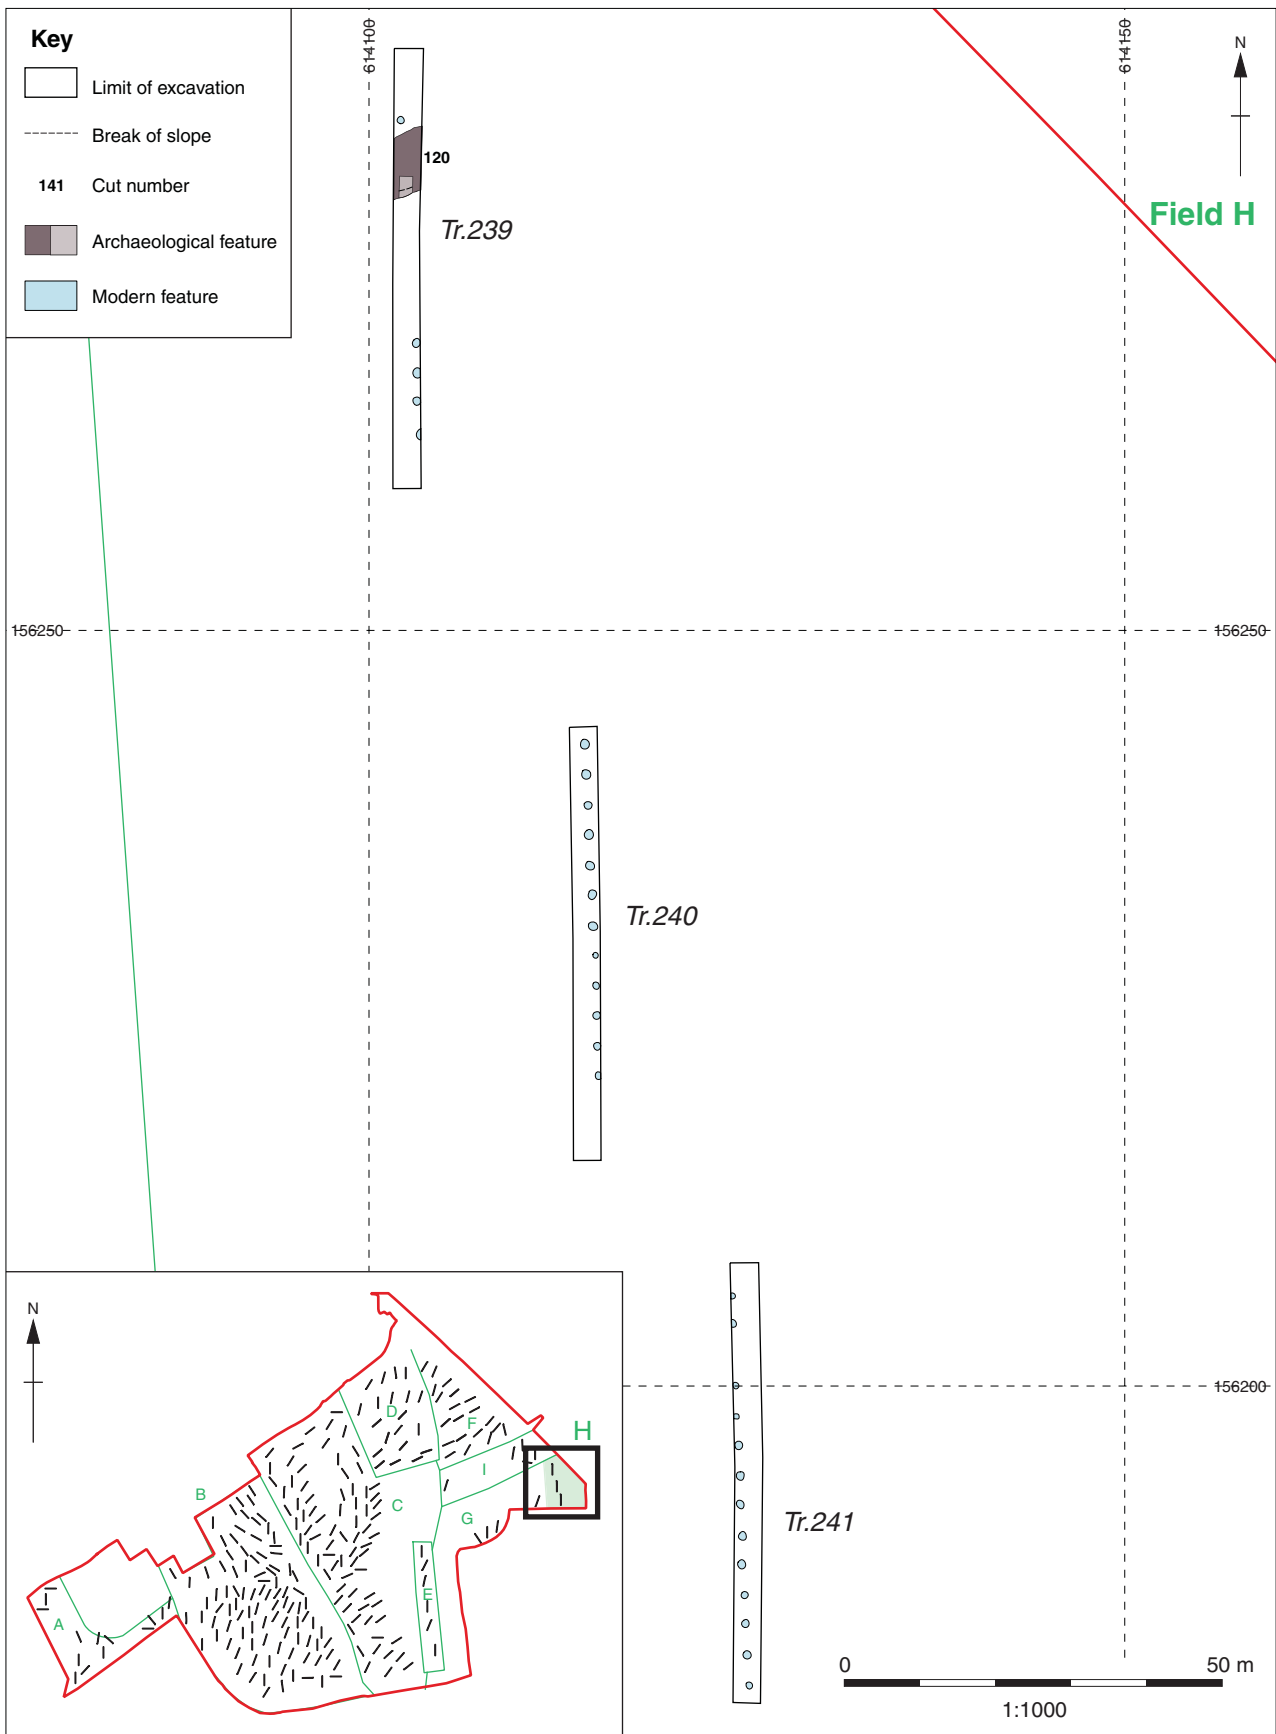 Key
Limit of excavation
Break of slope
141 Cut number
Archaeological feature
Modern feature
614100
614150
N
Field H
120
Tr.239
156250
156250
Tr.240
156200
Tr.241
N
A
B
C
D
E
F
G
H
I
0 50 m
1:1000